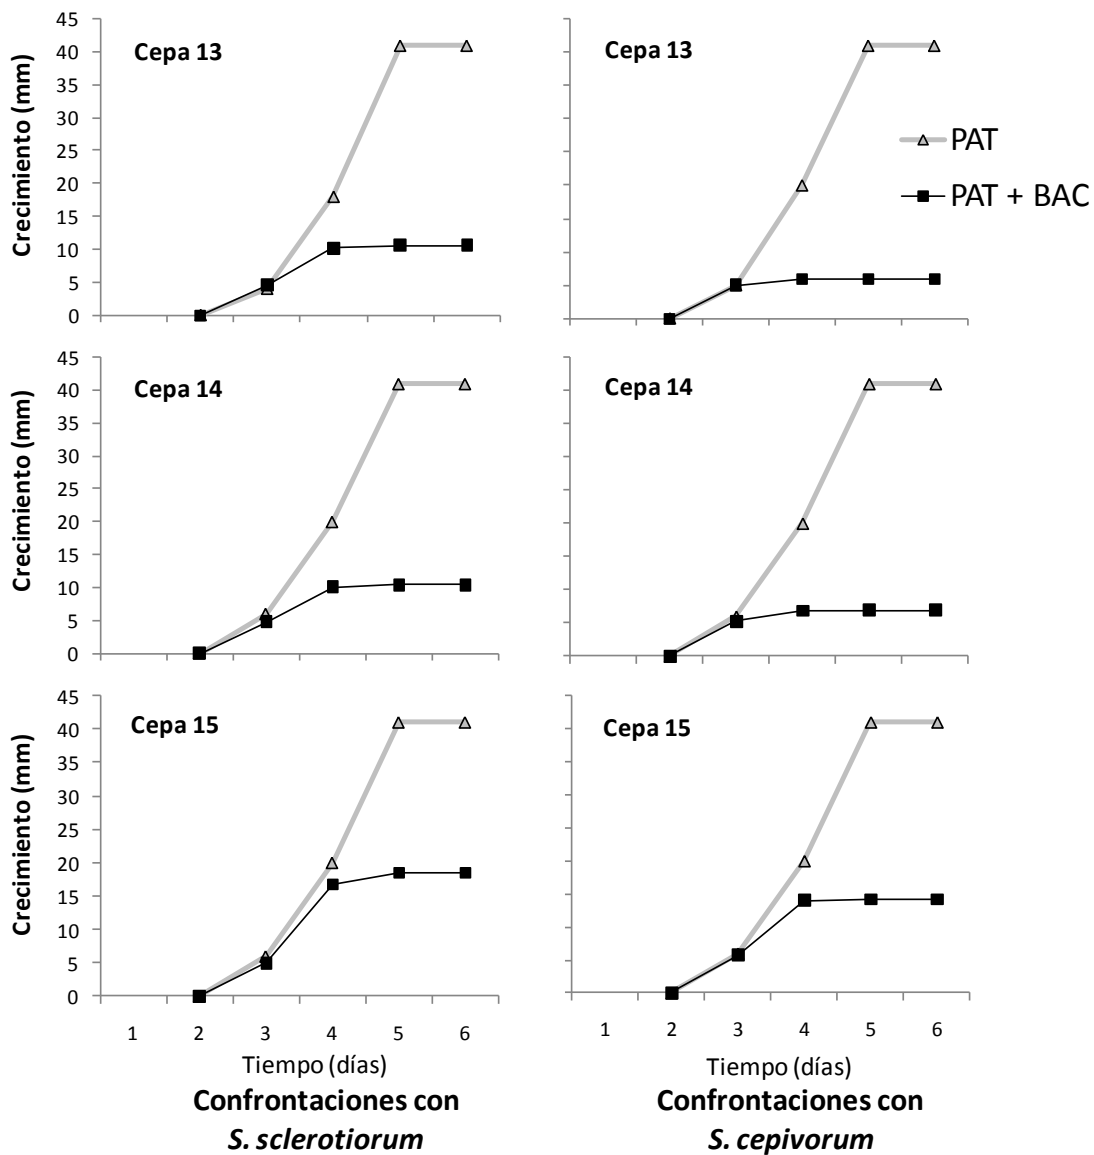 Crecimiento (mm)
45
40
35
30
25
20
15
10
5
0
Cepa 13
Cepa 13
PAT
PAT + BAC
Crecimiento (mm)
45
40
35
30
25
20
15
10
5
0
Cepa 14
Cepa 14
Crecimiento (mm)
45
40
35
30
25
20
15
10
5
0
Cepa 15
Cepa 15
1 2 3 4 5 6
Tiempo (días)
Confrontaciones con
S. sclerotiorum
1 2 3 4 5 6
Tiempo (días)
Confrontaciones con
S. cepivorum